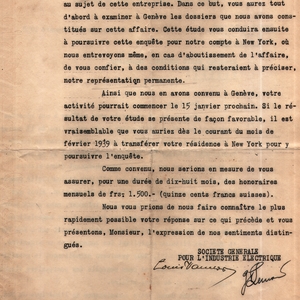 au sujet de cette entreprise. Dans ce but, vous aurez tout
d'abord à examiner à Genève les dossiers que nous avons cons-
titués sur cette affaire. Cette étude vous conduira ensuite
à poursuivre cette enquête pour notre compte à New York, où
nous entrevoyons même, en cas d'aboutissement de l'affaire,
de vous confier, à des conditions qui resteraient à préciser,
notre représentation permanente.
Ainsi que nous en avons convenu à Genève, votre
activité pourrait commencer le 15 janvier prochain. Si le ré-
sultat de votre étude se présente de façon favorable, il est
vraisemblable que vous auriez dès le courant du mois de
février 1939 à transférer votre résidence à New York pour y
poursuivre l'enquête.
Comme convenu, nous serions en mesure de vous
assurer, pour une durée de dix-huit mois, des honoraires
mensuels de frs: 1.500.- (quinze cents francs suisses).
Nous vous prions de nous faire connaître le plus
rapidement possible votre réponse sur ce qui précède et vous
présentons, Monsieur, l'expression de nos sentiments distin-
gués.
SOCIETE GENERALE
POUR L'INDUSTRIE ELECTRIQUE